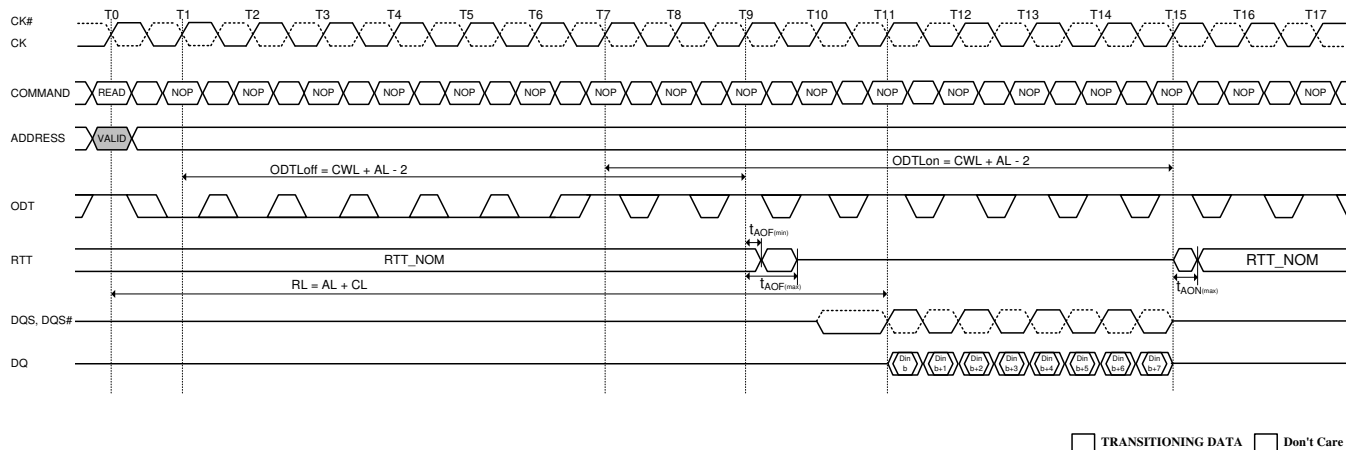 CK# T0 T1 T2 T3 T4 T5 T6 T7 T8 T9 T10 T11 T12 T13 T14 T15 T16 T17
CK
COMMAND READ NOP NOP NOP NOP NOP NOP NOP NOP NOP NOP NOP NOP NOP NOP NOP NOP NOP
ADDRESS VALID
ODTLoff = CWL + AL - 2 ODTLon = CWL + AL - 2
ODT
tAOF(min)
RTT RTT_NOM RTT_NOM
tAOF(max) tAON(max)
RL = AL + CL
DQS, DQS#
DQ Din b Din b+1 Din b+2 Din b+3 Din b+4 Din b+5 Din b+6 Din b+7
TRANSITIONING DATA Don't Care